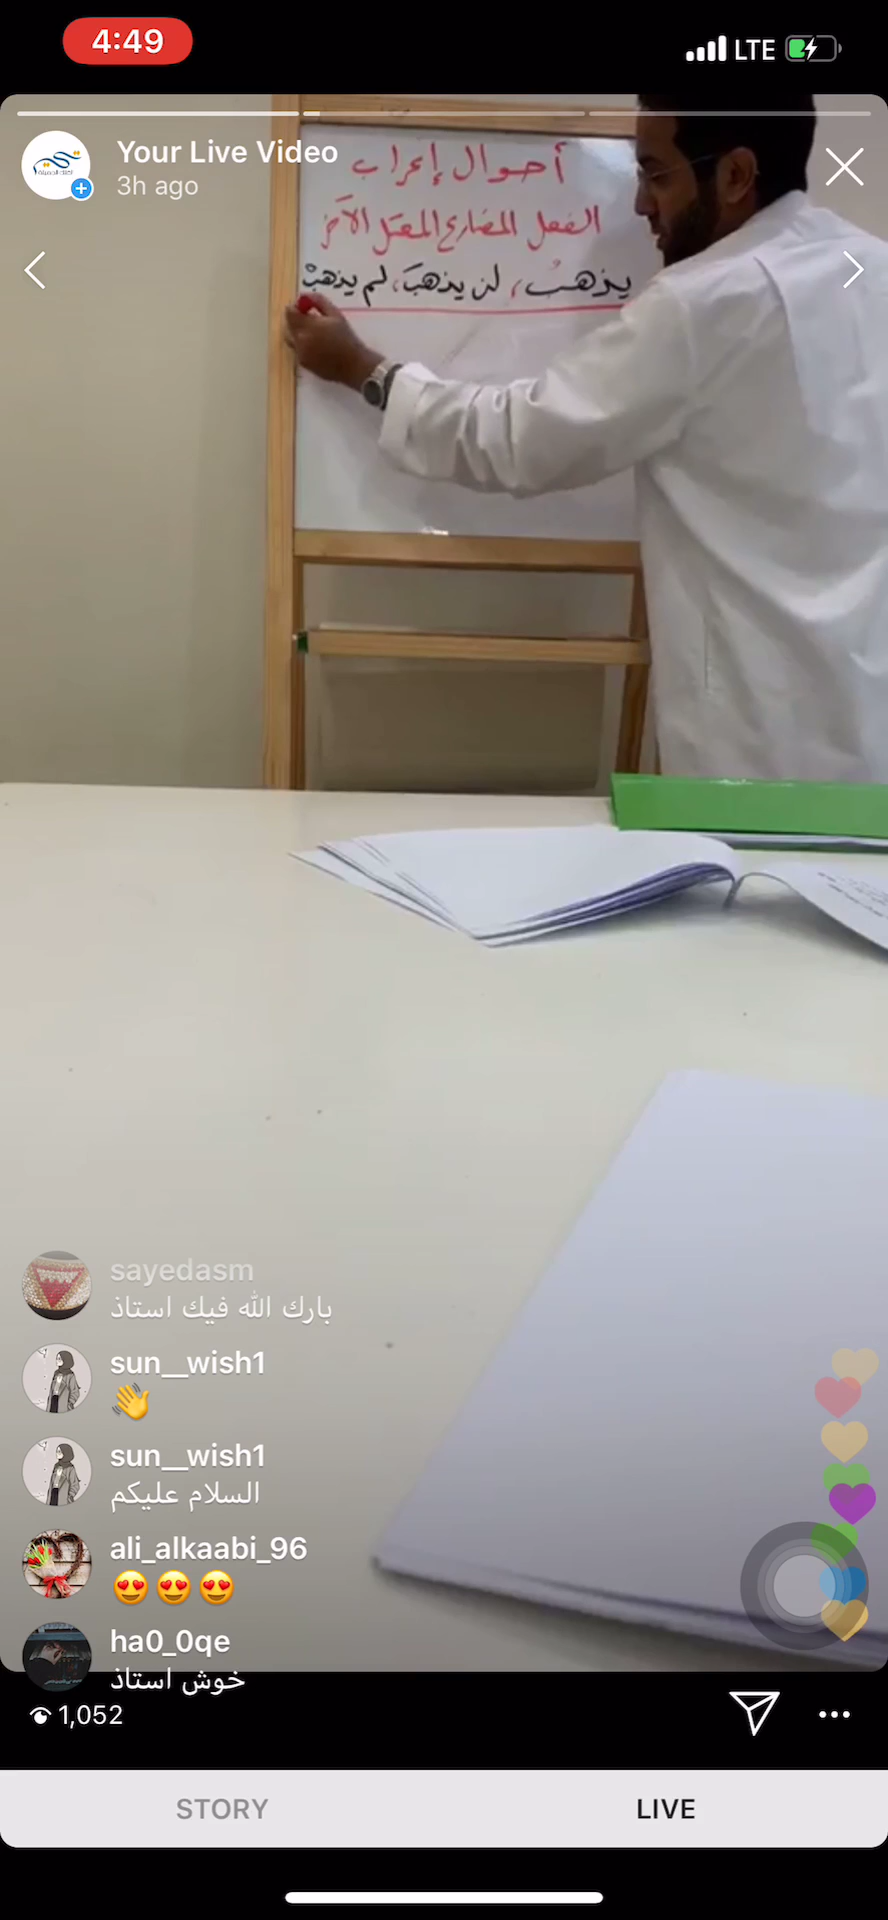 4:49
LTE
Your Live Video
3h ago
أحوال إعراب
الفعل المضارع المعتل الآخر
يذهبُ، لن يذهبَ، لم يذهبْ
sayedasm
بارك الله فيك استاذ
sun__wish1
👋
sun__wish1
السلام عليكم
ali_alkaabi_96
😍😍😍
ha0_0qe
خوش استاذ
1,052
STORY
LIVE